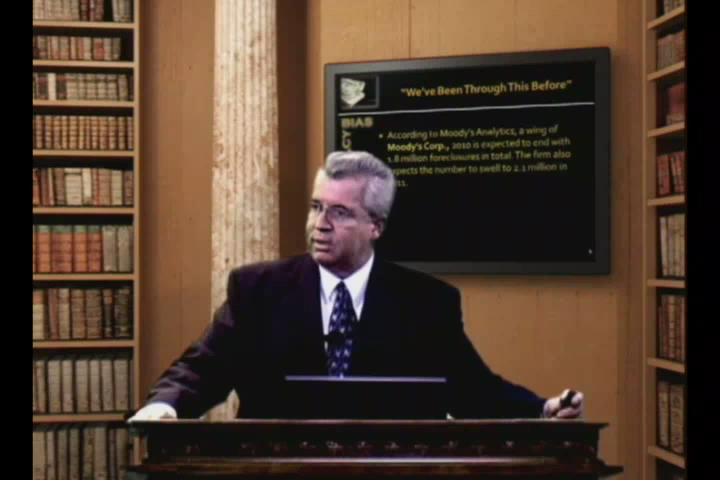 "We've Been Through This Before"
BIAS
• According to Moody's Analytics, a wing of
Moody's Corp., 2010 is expected to end with
1.8 million foreclosures in total. The firm also
expects the number to swell to 2.1 million in